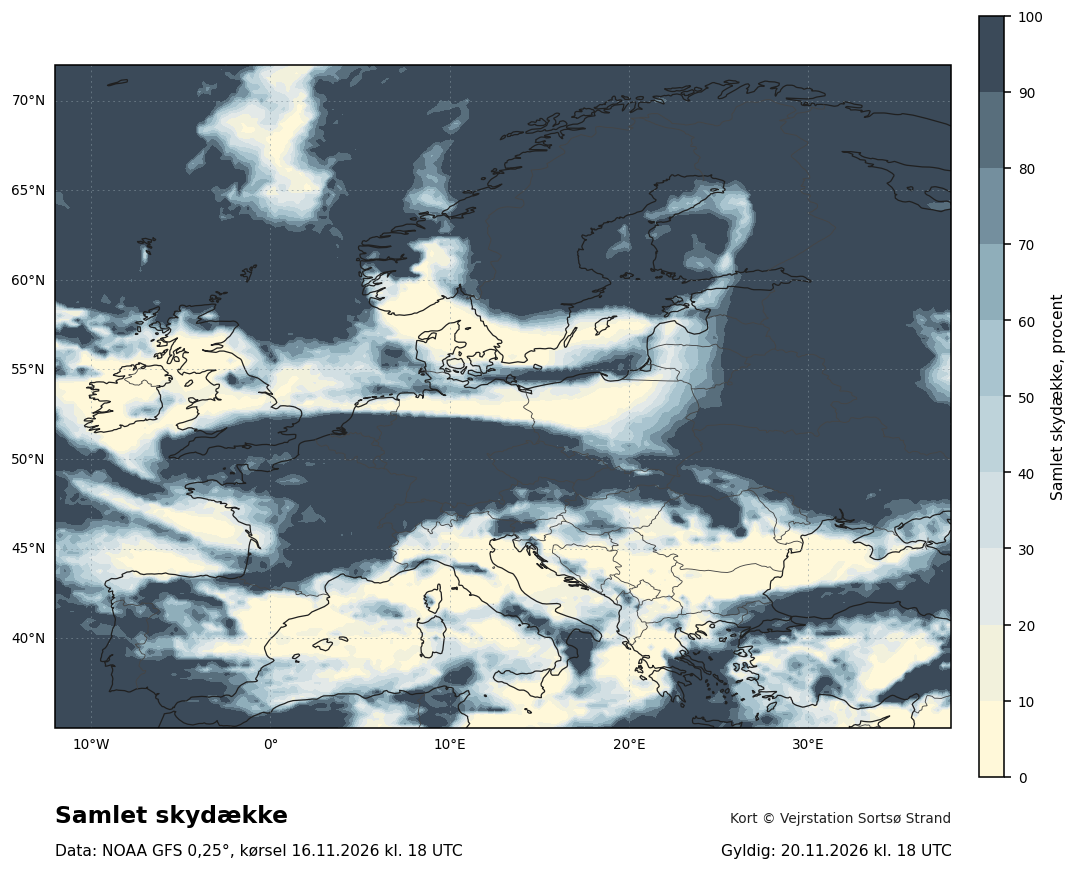 100
90
80
70
60
50
40
30
20
10
0
Samlet skydække, procent
70°N
65°N
60°N
55°N
50°N
45°N
40°N
10°W
0°
10°E
20°E
30°E
Samlet skydække
Kort © Vejrstation Sortsø Strand
Data: NOAA GFS 0,25°, kørsel 16.11.2026 kl. 18 UTC
Gyldig: 20.11.2026 kl. 18 UTC